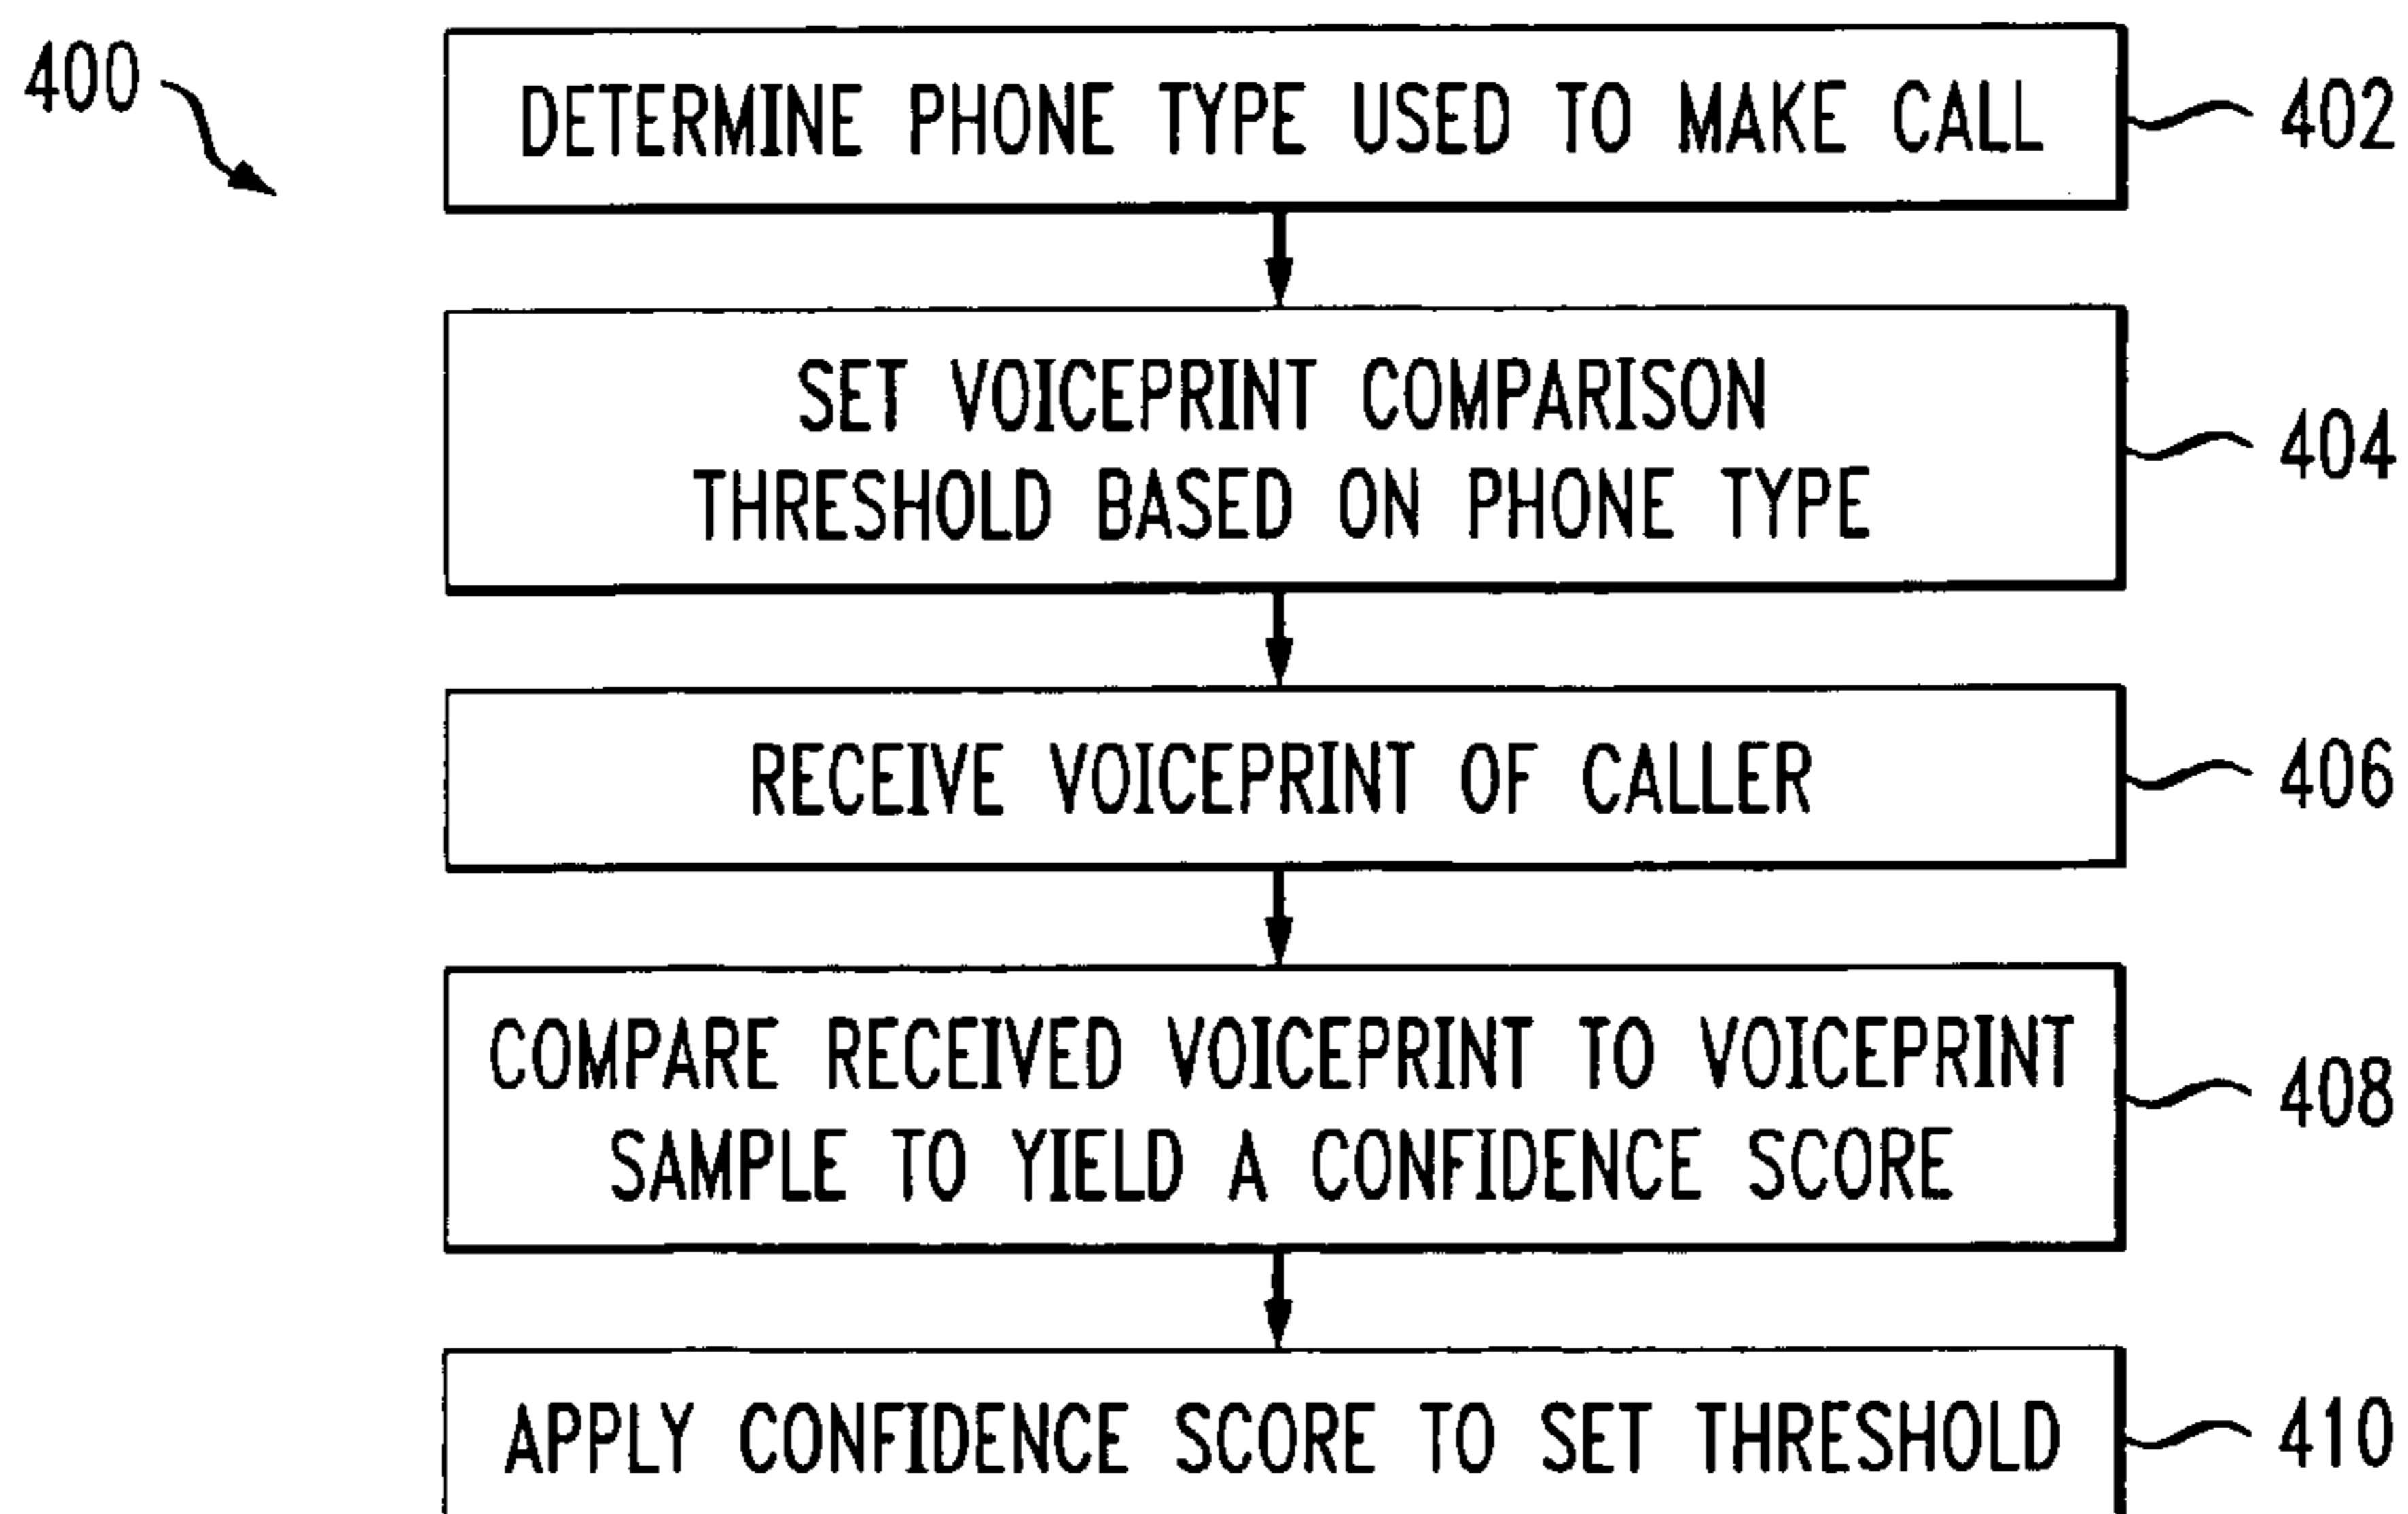 400
DETERMINE PHONE TYPE USED TO MAKE CALL
402
SET VOICEPRINT COMPARISON
THRESHOLD BASED ON PHONE TYPE
404
RECEIVE VOICEPRINT OF CALLER
406
COMPARE RECEIVED VOICEPRINT TO VOICEPRINT
SAMPLE TO YIELD A CONFIDENCE SCORE
408
APPLY CONFIDENCE SCORE TO SET THRESHOLD
410